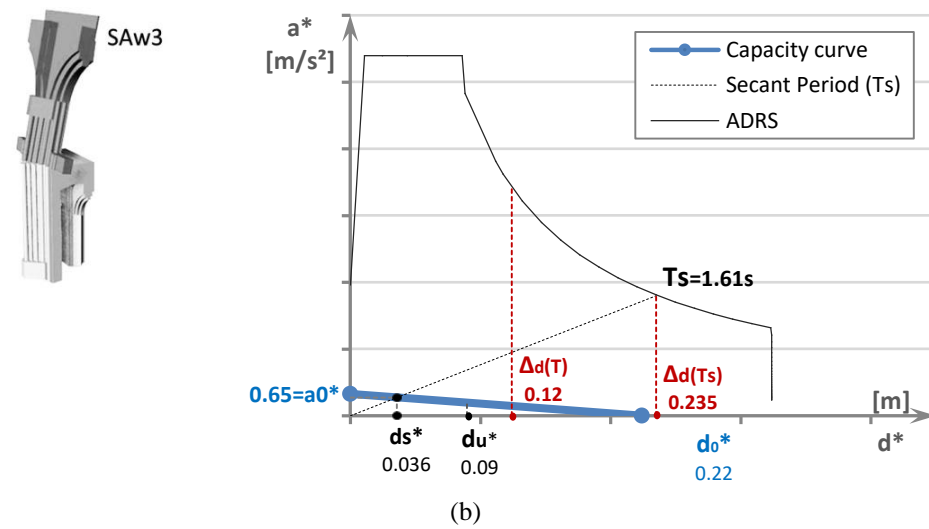 SAw3
a*
[m/s²]
Capacity curve
Secant Period (Ts)
ADRS
Ts=1.61s
Δd(T)
0.12
Δd(Ts)
0.235
0.65=a0*
[m]
ds*
0.036
du*
0.09
d0*
0.22
d*
(b)